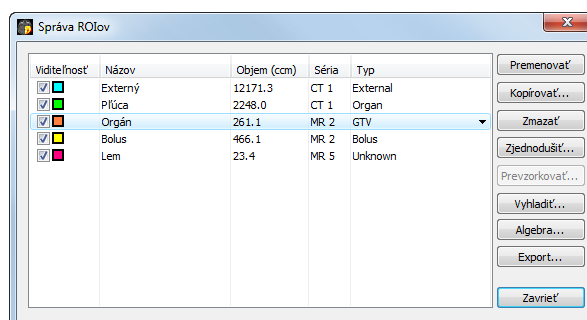 Správa ROIov
Viditeľnosť Názov Objem (ccm) Séria Typ
Externý 12171.3 CT 1 External
Pľúca 2248.0 CT 1 Organ
Orgán 261.1 MR 2 GTV
Bolus 466.1 MR 2 Bolus
Lem 23.4 MR 5 Unknown
Premenovať
Kopírovať...
Zmazať
Zjednodušiť...
Prevzorkovať...
Vyhladiť...
Algebra...
Export...
Zavrieť